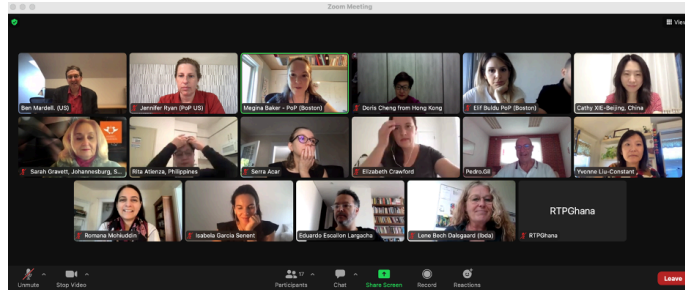 Zoom Meeting
View
Ben Mardell. (US)
Jennifer Ryan (PoP US)
Megina Baker - PoP (Boston)
Doris Cheng from Hong Kong
Elif Buldu PoP (Boston)
Cathy XIE-Beijing, China
Sarah Gravett, Johannesburg, S...
Rita Atienza, Philippines
Serra Acar
Elizabeth Crawford
Pedro.Gil
Yvonne Liu-Constant
Romana Mohiuddin
Isabela Garcia Senent
Eduardo Escallon Largacha
Lene Bech Dalsgaard (lbda)
RTPGhana
RTPGhana
Unmute
Stop Video
17
Participants
Chat
Share Screen
Record
Reactions
Leave